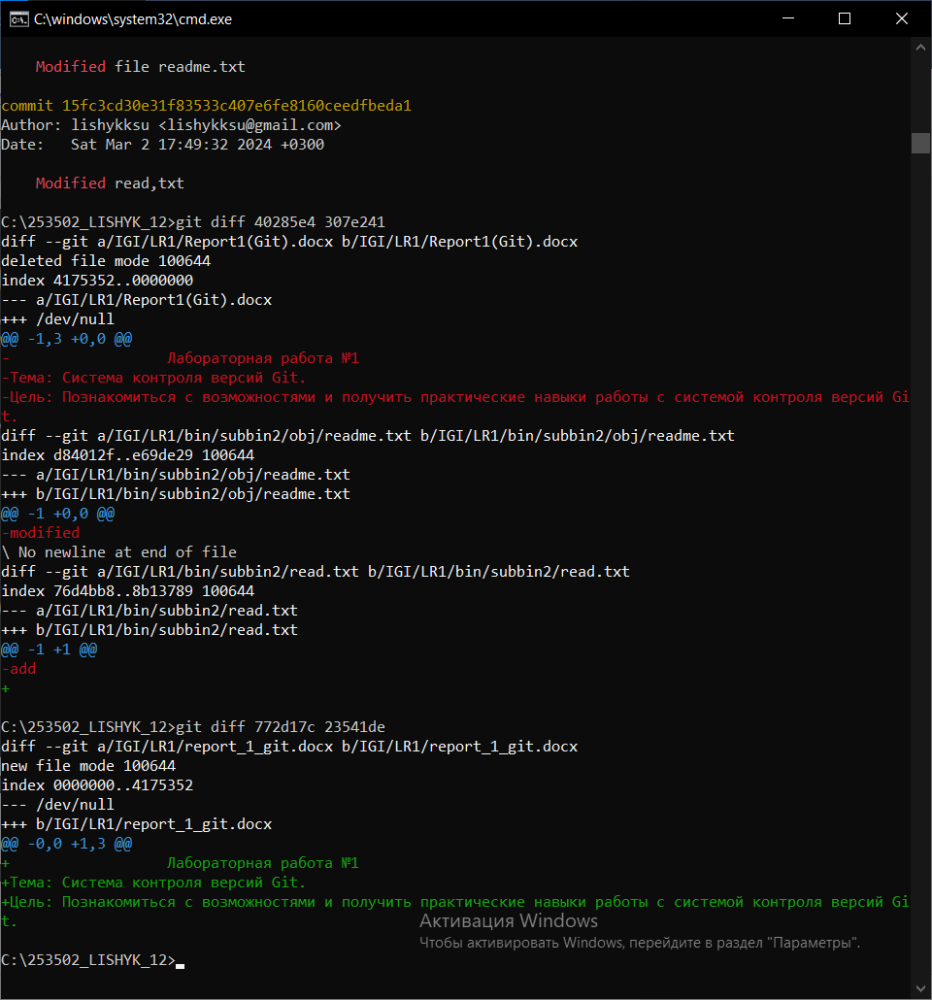 C:\windows\system32\cmd.exe
Modified file readme.txt
commit 15fc3cd30e31f83533c407e6fe8160ceedfbeda1
Author: lishykksu <lishykksu@gmail.com>
Date:   Sat Mar 2 17:49:32 2024 +0300
Modified read,txt
C:\253502_LISHYK_12>git diff 40285e4 307e241
diff --git a/IGI/LR1/Report1(Git).docx b/IGI/LR1/Report1(Git).docx
deleted file mode 100644
index 4175352..0000000
--- a/IGI/LR1/Report1(Git).docx
+++ /dev/null
@@ -1,3 +0,0 @@
-                  Лабораторная работа №1
-Тема: Система контроля версий Git.
-Цель: Познакомиться с возможностями и получить практические навыки работы с системой контроля версий Gi
t.
diff --git a/IGI/LR1/bin/subbin2/obj/readme.txt b/IGI/LR1/bin/subbin2/obj/readme.txt
index d84012f..e69de29 100644
--- a/IGI/LR1/bin/subbin2/obj/readme.txt
+++ b/IGI/LR1/bin/subbin2/obj/readme.txt
@@ -1 +0,0 @@
-modified
\ No newline at end of file
diff --git a/IGI/LR1/bin/subbin2/read.txt b/IGI/LR1/bin/subbin2/read.txt
index 76d4bb8..8b13789 100644
--- a/IGI/LR1/bin/subbin2/read.txt
+++ b/IGI/LR1/bin/subbin2/read.txt
@@ -1 +1 @@
-add
+
C:\253502_LISHYK_12>git diff 772d17c 23541de
diff --git a/IGI/LR1/report_1_git.docx b/IGI/LR1/report_1_git.docx
new file mode 100644
index 0000000..4175352
--- /dev/null
+++ b/IGI/LR1/report_1_git.docx
@@ -0,0 +1,3 @@
+                  Лабораторная работа №1
+Тема: Система контроля версий Git.
+Цель: Познакомиться с возможностями и получить практические навыки работы с системой контроля версий Gi
t.
Активация Windows
Чтобы активировать Windows, перейдите в раздел "Параметры".
C:\253502_LISHYK_12>